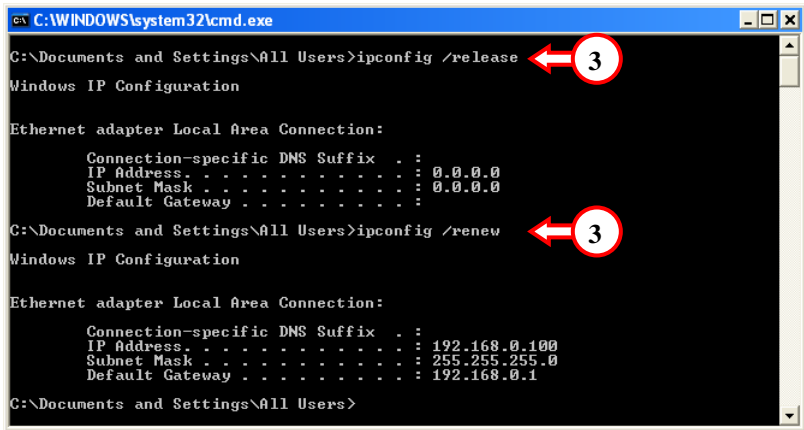 C:\WINDOWS\system32\cmd.exe
C:\Documents and Settings\All Users>ipconfig /release
3
Windows IP Configuration
Ethernet adapter Local Area Connection:
Connection-specific DNS Suffix  . :
IP Address. . . . . . . . . . . . : 0.0.0.0
Subnet Mask . . . . . . . . . . . : 0.0.0.0
Default Gateway . . . . . . . . . :
C:\Documents and Settings\All Users>ipconfig /renew
3
Windows IP Configuration
Ethernet adapter Local Area Connection:
Connection-specific DNS Suffix  . :
IP Address. . . . . . . . . . . . : 192.168.0.100
Subnet Mask . . . . . . . . . . . : 255.255.255.0
Default Gateway . . . . . . . . . : 192.168.0.1
C:\Documents and Settings\All Users>